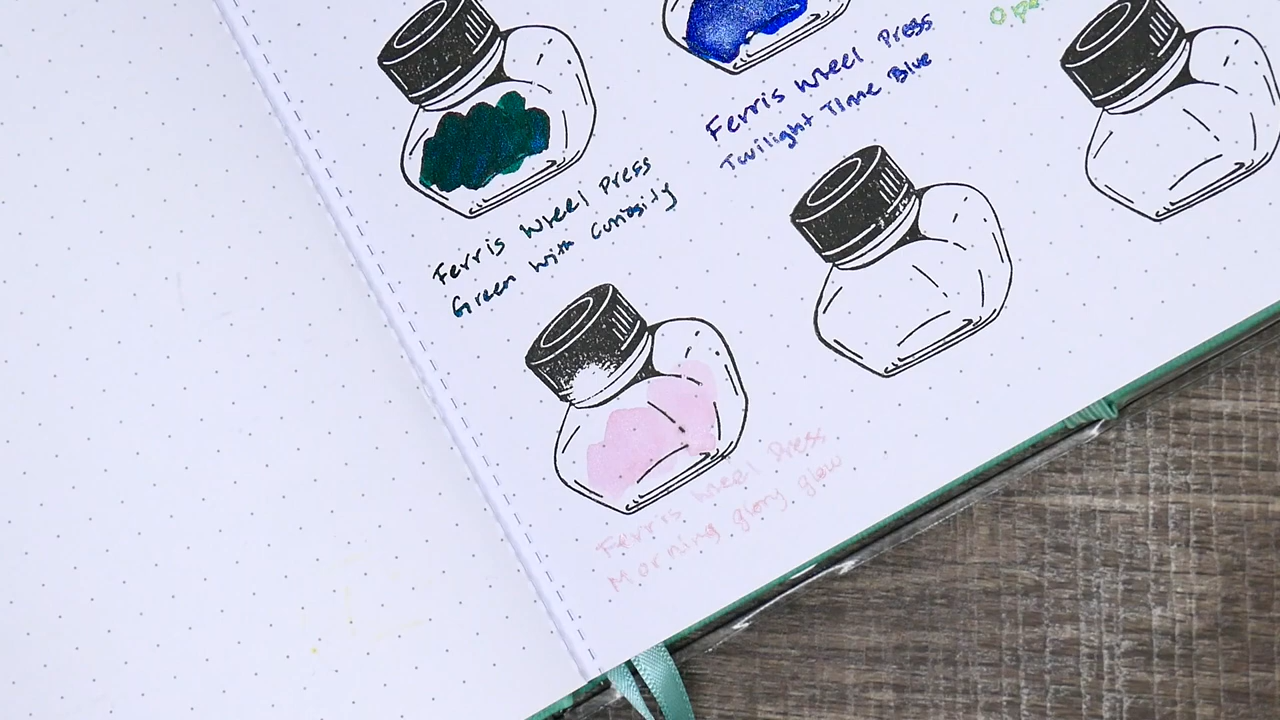 Ferris Wheel Press
Twilight Time Blue
Ferris Wheel Press
Green with Curiosity
Ferris Wheel Press
Morning glory glow